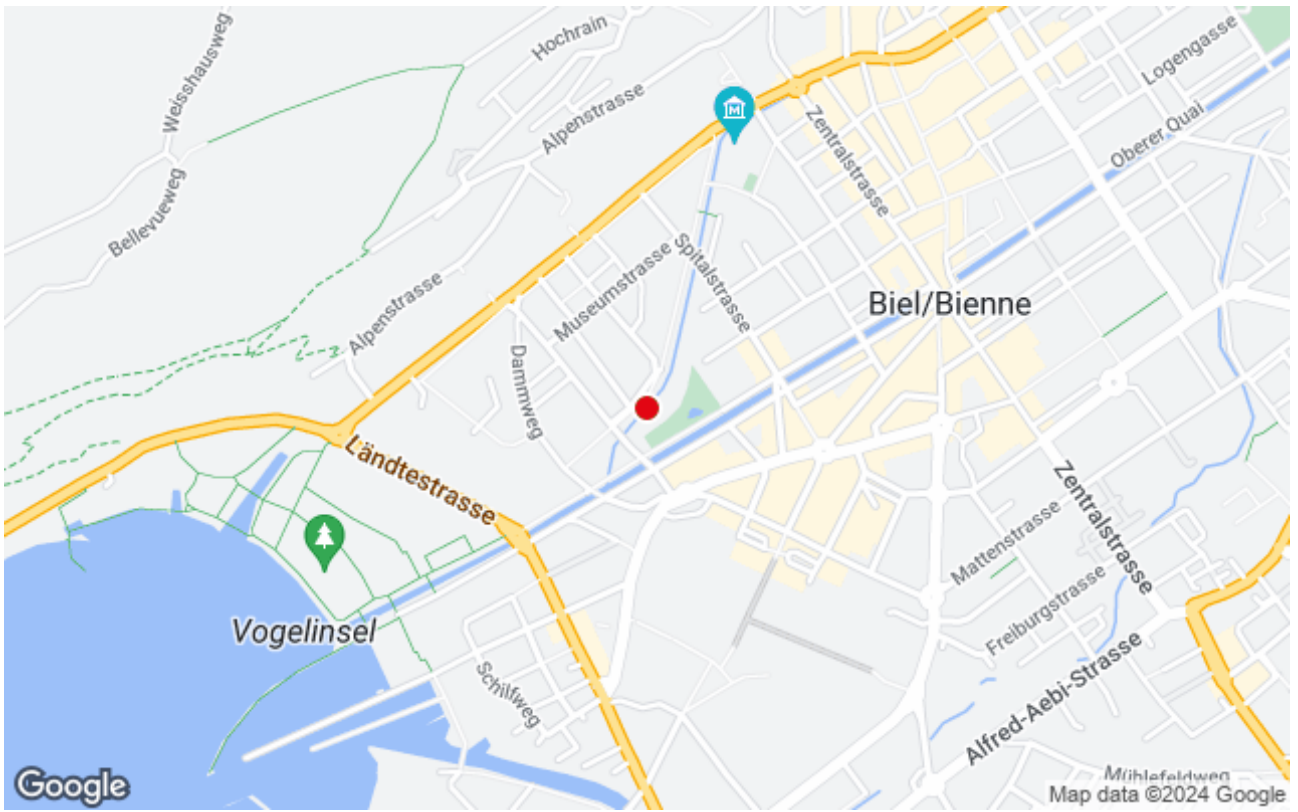 Hochrain
Logengasse
Weisshausweg
Alpenstrasse
M
Zentralstrasse
Oberer Quai
Bellevueweg
Museumstrasse
Spitalstrasse
Biel/Bienne
Alpenstrasse
Dammweg
Ländtestrasse
Zentralstrasse
Mattenstrasse
Freiburgstrasse
Vogelinsel
Schilfweg
Alfred-Aebi-Strasse
Google
Mühlefeldweg
Map data ©2024 Google